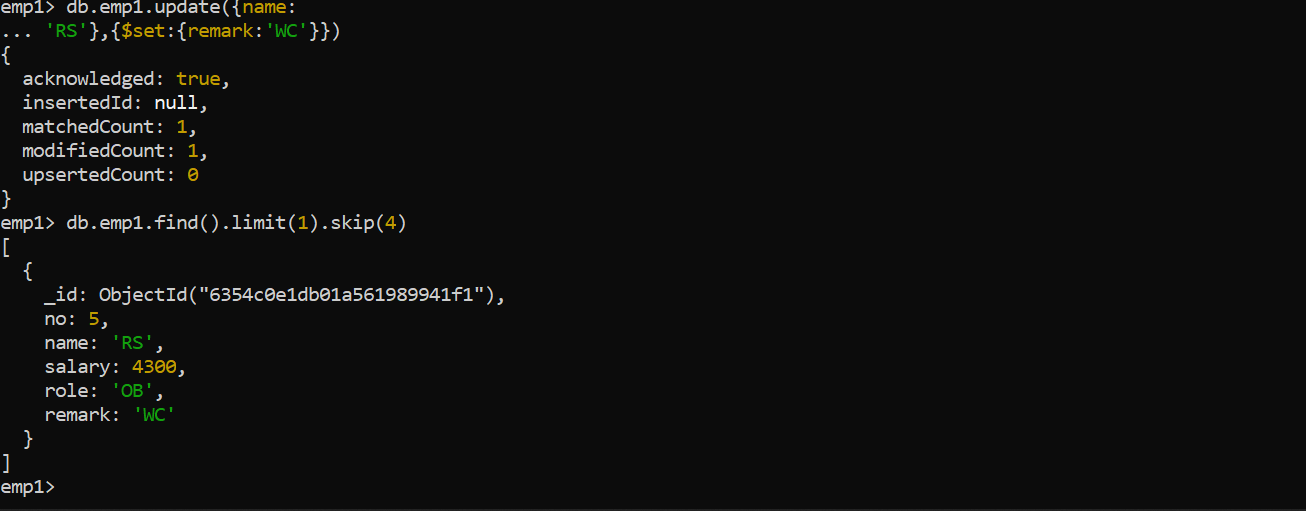 emp1> db.emp1.update({name:
... 'RS'},{$set:{remark:'WC'}})
{
  acknowledged: true,
  insertedId: null,
  matchedCount: 1,
  modifiedCount: 1,
  upsertedCount: 0
}
emp1> db.emp1.find().limit(1).skip(4)
[
  {
    _id: ObjectId("6354c0e1db01a561989941f1"),
    no: 5,
    name: 'RS',
    salary: 4300,
    role: 'OB',
    remark: 'WC'
  }
]
emp1>